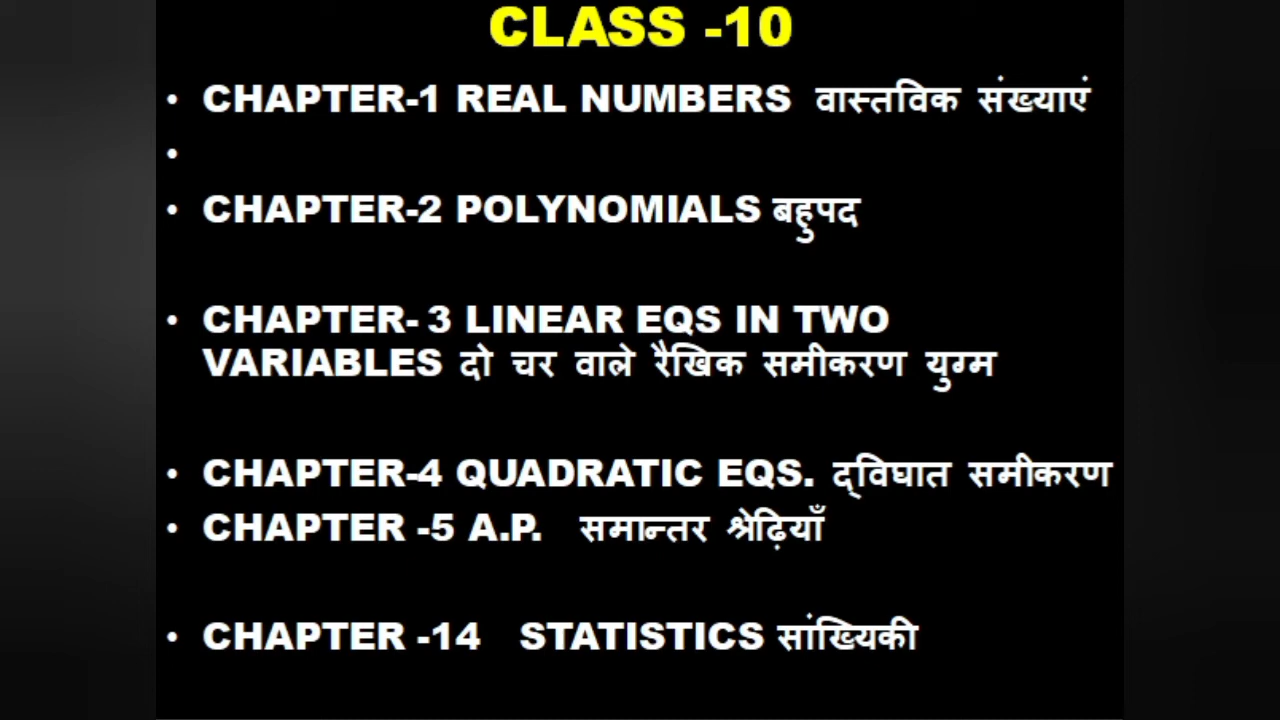 CLASS -10
• CHAPTER-1 REAL NUMBERS वास्तविक संख्याएं
•
• CHAPTER-2 POLYNOMIALS बहुपद
• CHAPTER- 3 LINEAR EQS IN TWO
VARIABLES दो चर वाले रैखिक समीकरण युग्म
• CHAPTER-4 QUADRATIC EQS. द्विघात समीकरण
• CHAPTER -5 A.P. समान्तर श्रेढ़ियाँ
• CHAPTER -14 STATISTICS सांख्यिकी